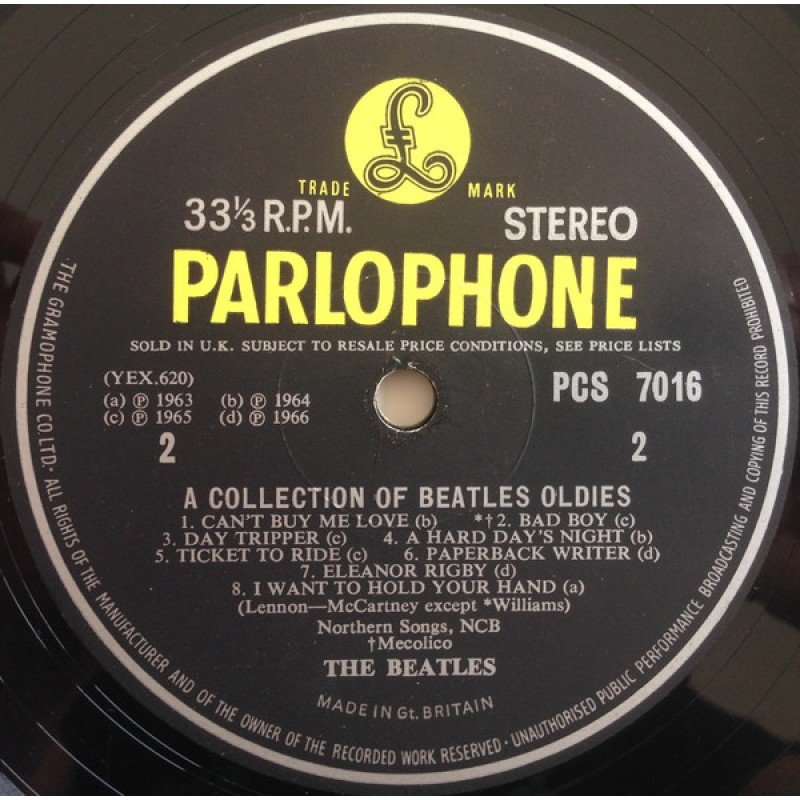 £
TRADE MARK
33⅓ R.P.M. STEREO
PARLOPHONE
SOLD IN U.K. SUBJECT TO RESALE PRICE CONDITIONS, SEE PRICE LISTS
(YEX.620) PCS 7016
(a) ℗ 1963 (b) ℗ 1964
(c) ℗ 1965 (d) ℗ 1966
2 2
A COLLECTION OF BEATLES OLDIES
1. CAN'T BUY ME LOVE (b) *†2. BAD BOY (c)
3. DAY TRIPPER (c) 4. A HARD DAY'S NIGHT (b)
5. TICKET TO RIDE (c) 6. PAPERBACK WRITER (d)
7. ELEANOR RIGBY (d)
8. I WANT TO HOLD YOUR HAND (a)
(Lennon—McCartney except *Williams)
Northern Songs, NCB
†Mecolico
THE BEATLES
MADE IN Gt. BRITAIN
THE GRAMOPHONE CO. LTD. · ALL RIGHTS OF THE MANUFACTURER AND OF THE OWNER OF THE RECORDED WORK RESERVED · UNAUTHORISED PUBLIC PERFORMANCE BROADCASTING AND COPYING OF THIS RECORD PROHIBITED